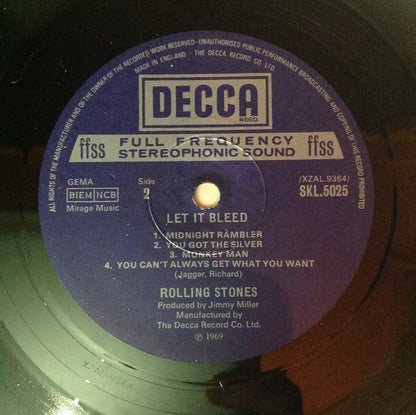 ALL RIGHTS OF THE MANUFACTURER AND OF THE OWNER OF THE RECORDED WORK RESERVED · UNAUTHORISED PUBLIC PERFORMANCE BROADCASTING AND COPYING OF THIS RECORD PROHIBITED
MADE IN ENGLAND · THE DECCA RECORD CO LTD
DECCA
REGD.
ffss FULL FREQUENCY ffss
STEREOPHONIC SOUND
GEMA
BIEM NCB
Mirage Music
Side
2
/XZAL.9364/
SKL.5025
LET IT BLEED
1. MIDNIGHT RÄMBLER
2. YOU GOT THE SILVER
3. MONKEY MAN
4. YOU CAN'T ALWAYS GET WHAT YOU WANT
(Jagger, Richard)
ROLLING STONES
Produced by Jimmy Miller
Manufactured by
The Decca Record Co. Ltd.
℗ 1969